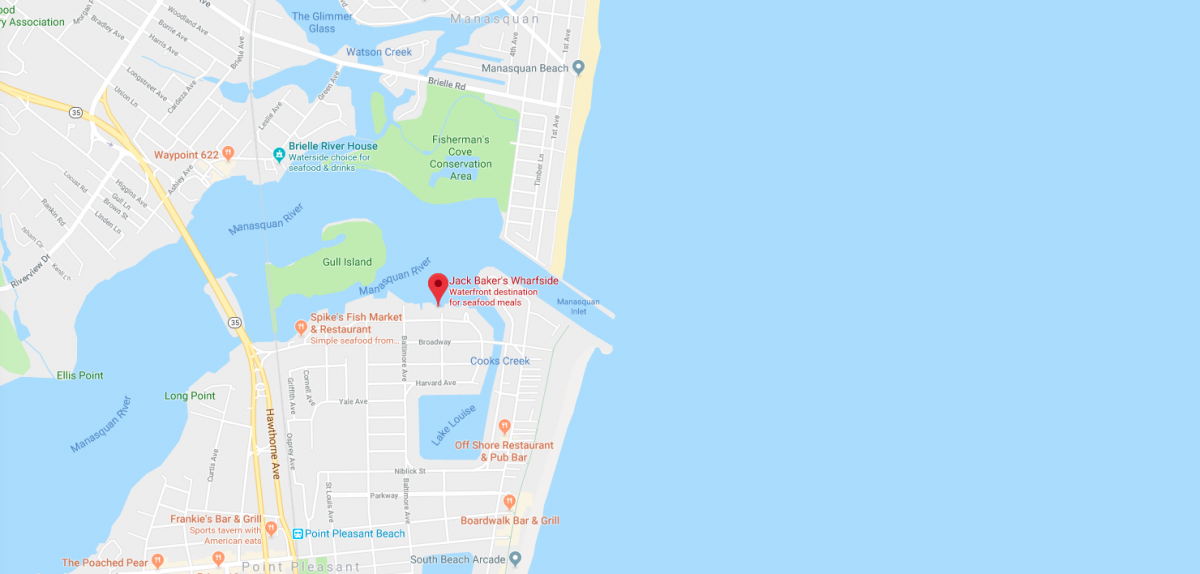 ood
ry Association
Morgan P
Woodland Ave
Bradley Ave
Borrie Ave
Harris Ave
Brielle Ave
The Glimmer
Glass
Manasquan
Watson Creek
4th Ave
1st Ave
Manasquan Beach
Longstreet Ave
Union Ln
Cardeza Ave
Green Ave
Brielle Rd
35
Leslie Ave
1st Ave
Fisherman's
Cove
Conservation
Area
Waypoint 622
Brielle River House
Waterside choice for
seafood & drinks
Timber Ln
Locust Rd
Ashley Ave
Higgins Ave
Gull Ln
Brown St
Linden Ln
Rankin Rd
Isham Cir
Riverview Dr
Manasquan River
Gull Island
Manasquan River
Jack Baker's Wharfside
Waterfront destination
for seafood meals
Manasquan
Inlet
35
Spike's Fish Market
& Restaurant
Simple seafood from...
Broadway
Baltimore Ave
Cooks Creek
Ellis Point
Long Point
Griffith Ave
Cornell Ave
Harvard Ave
Yale Ave
Manasquan River
Hawthorne Ave
Lake Louise
Osprey Ave
Off Shore Restaurant
& Pub Bar
Curtis Ave
Niblick St
St Louis Ave
Parkway
Baltimore Ave
Frankie's Bar & Grill
Sports tavern with
American eats
Boardwalk Bar & Grill
Point Pleasant Beach
The Poached Pear
Point Pleasant
South Beach Arcade